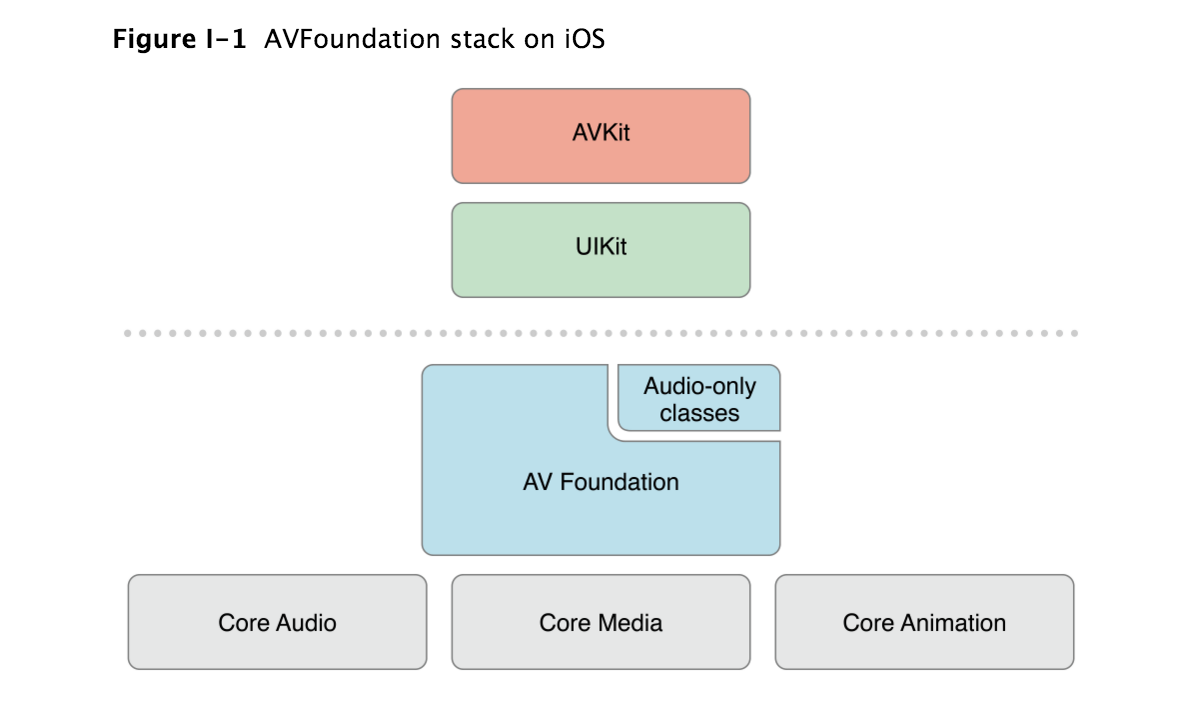 Figure I-1 AVFoundation stack on iOS
AVKit
UIKit
Audio-only
classes
AV Foundation
Core Audio
Core Media
Core Animation